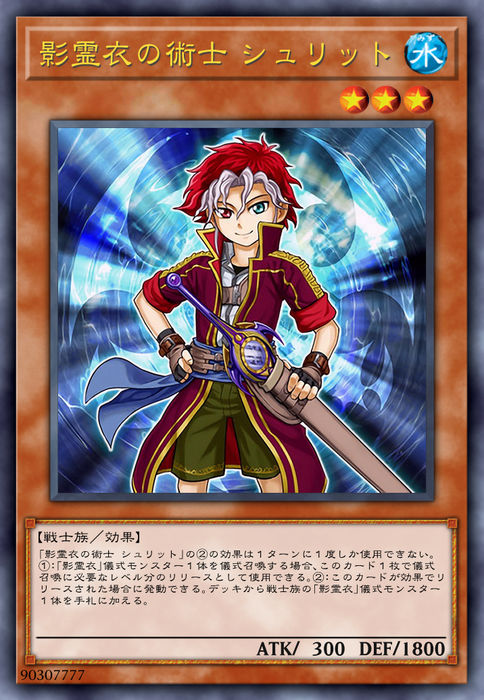 影霊衣の術士 シュリット
みず
水
【戦士族／効果】
「影霊衣の術士 シュリット」の②の効果は１ターンに１度しか使用できない。
①：「影霊衣」儀式モンスター１体を儀式召喚する場合、このカード１枚で儀式
召喚に必要なレベル分のリリースとして使用できる。②：このカードが効果でリ
リースされた場合に発動できる。デッキから戦士族の「影霊衣」儀式モンスター
１体を手札に加える。
ATK/ 300 DEF/1800
90307777